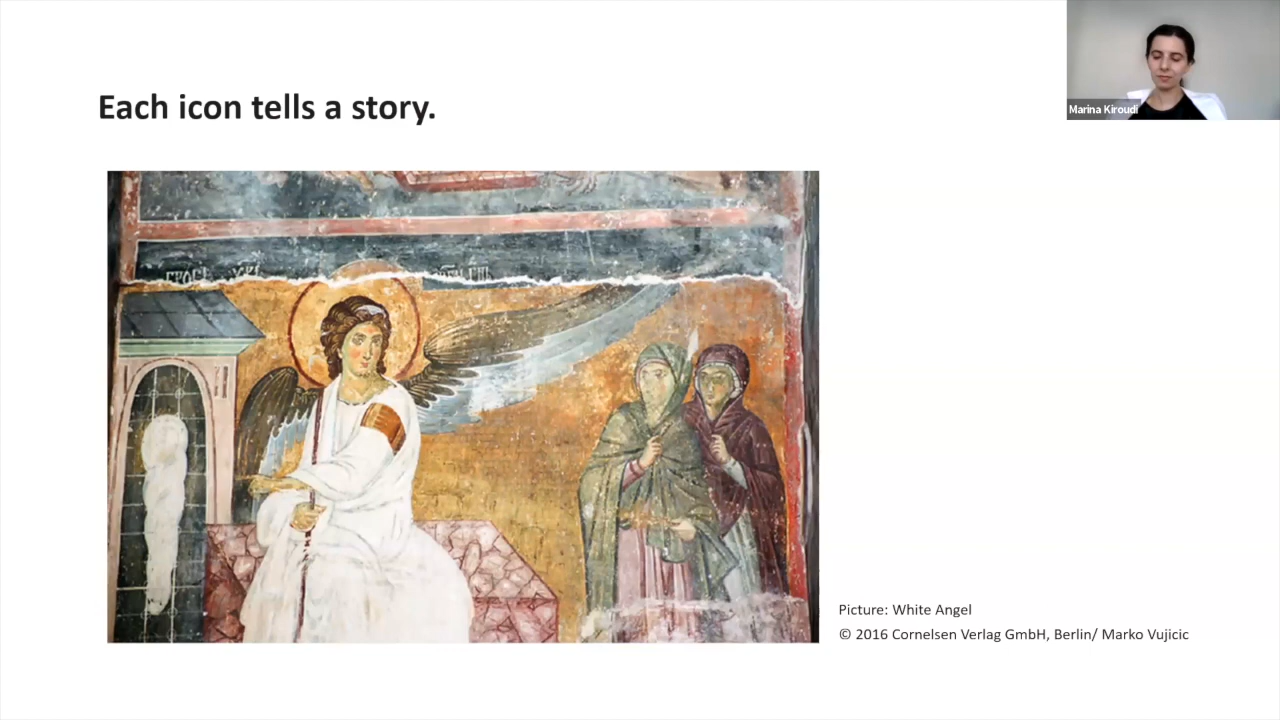 Each icon tells a story.
Marina Kiroudi
Picture: White Angel
© 2016 Cornelsen Verlag GmbH, Berlin/ Marko Vujicic